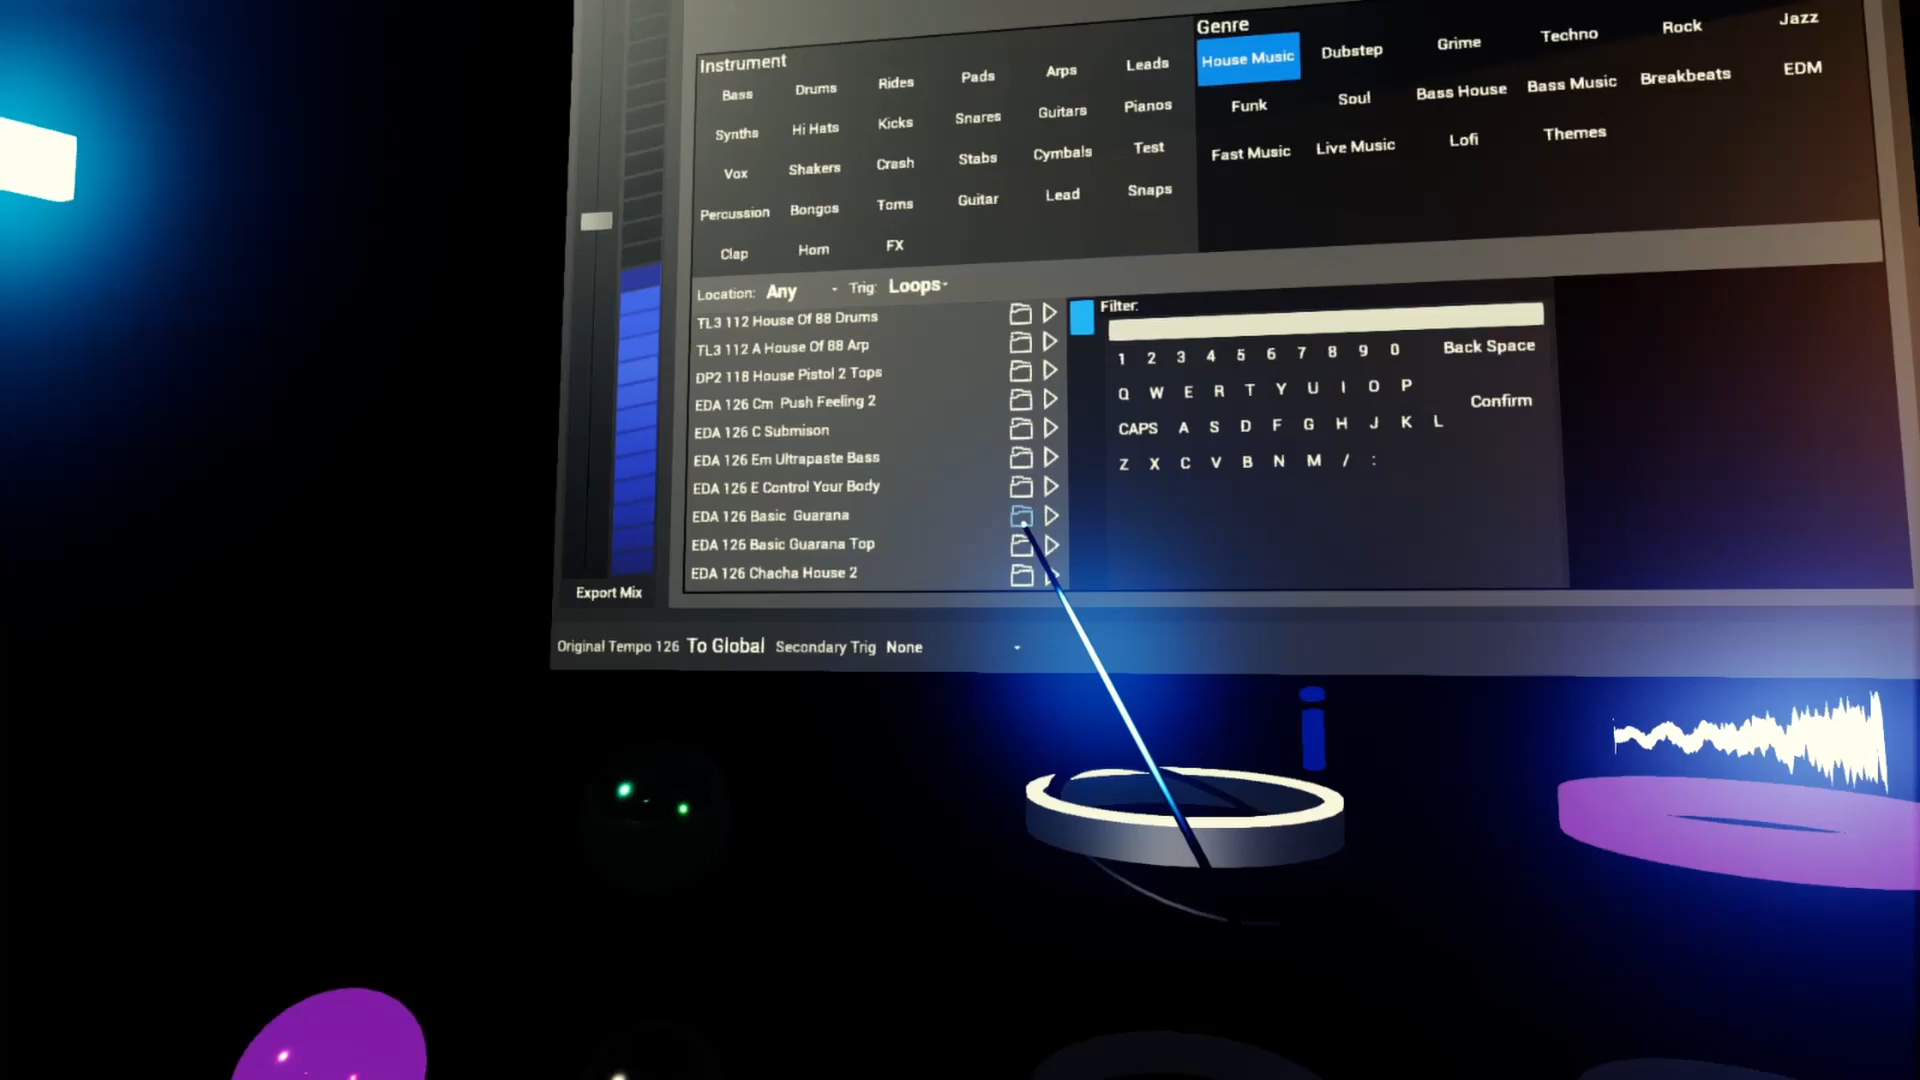 Instrument
Bass Drums Rides Pads Arps Leads
Synths Hi Hats Kicks Snares Guitars Pianos
Vox Shakers Crash Stabs Cymbals Test
Percussion Bongos Toms Guitar Lead Snaps
Clap Horn FX
Genre
House Music Dubstep Grime Techno Rock Jazz
Funk Soul Bass House Bass Music Breakbeats EDM
Fast Music Live Music Lofi Themes
Location: Any Trig: Loops
TL3 112 House Of 88 Drums
TL3 112 A House Of 88 Arp
DP2 118 House Pistol 2 Tops
EDA 126 Cm Push Feeling 2
EDA 126 C Submison
EDA 126 Em Ultrapaste Bass
EDA 126 E Control Your Body
EDA 126 Basic Guarana
EDA 126 Basic Guarana Top
EDA 126 Chacha House 2
Filter:
1 2 3 4 5 6 7 8 9 0 Back Space
Q W E R T Y U I O P
Confirm
CAPS A S D F G H J K L
Z X C V B N M / :
Export Mix
Original Tempo 126 To Global Secondary Trig None